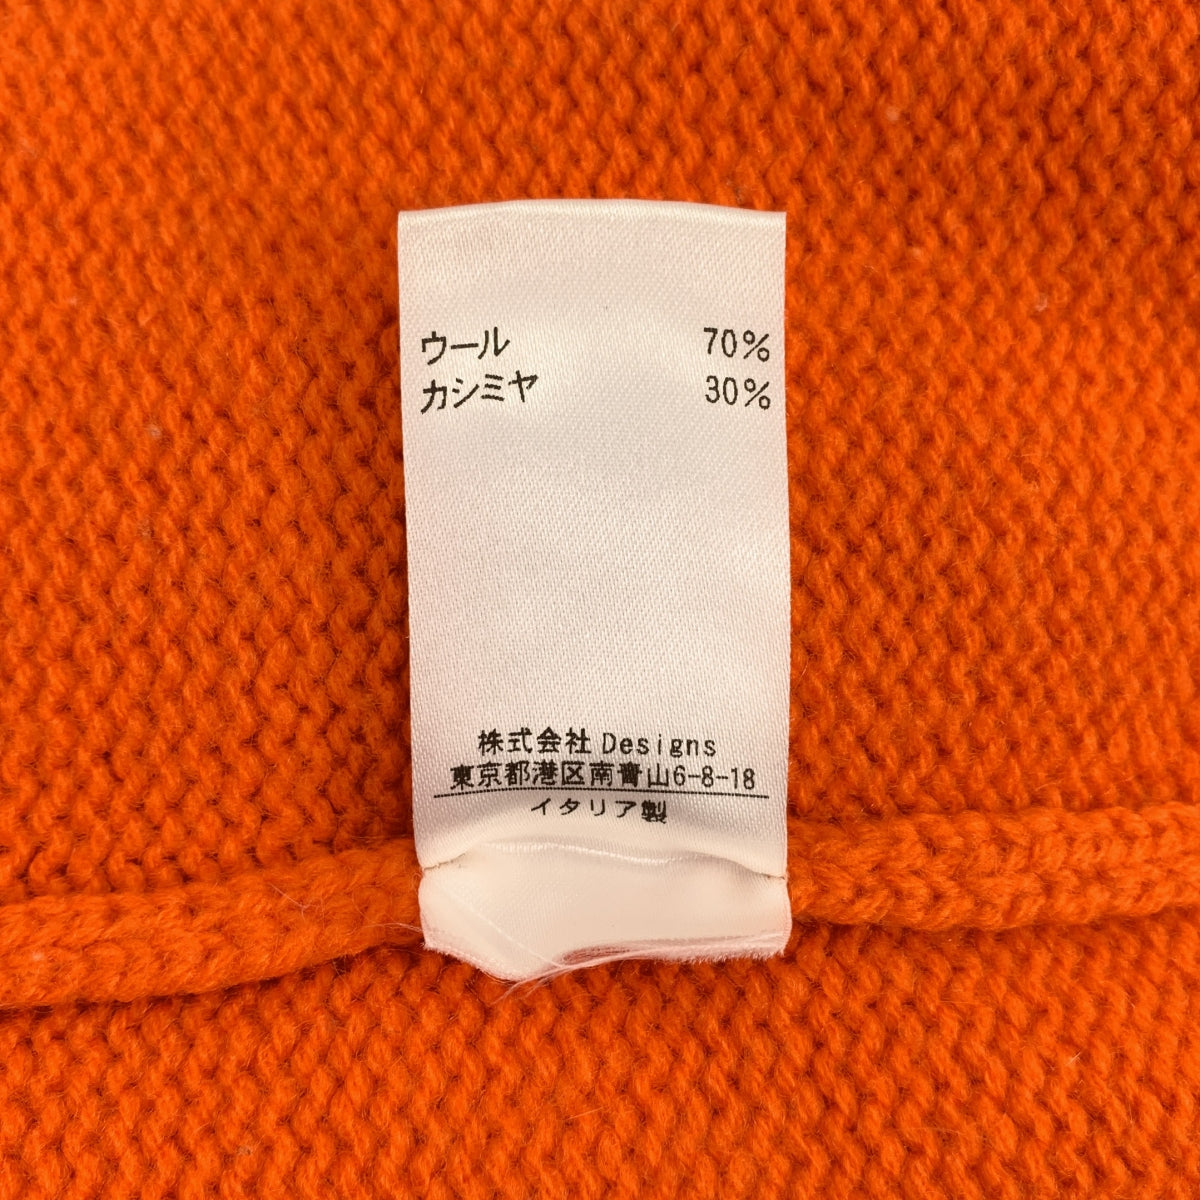 ウール 70%
カシミヤ 30%
株式会社 Designs
東京都港区南青山6-8-18
イタリア製